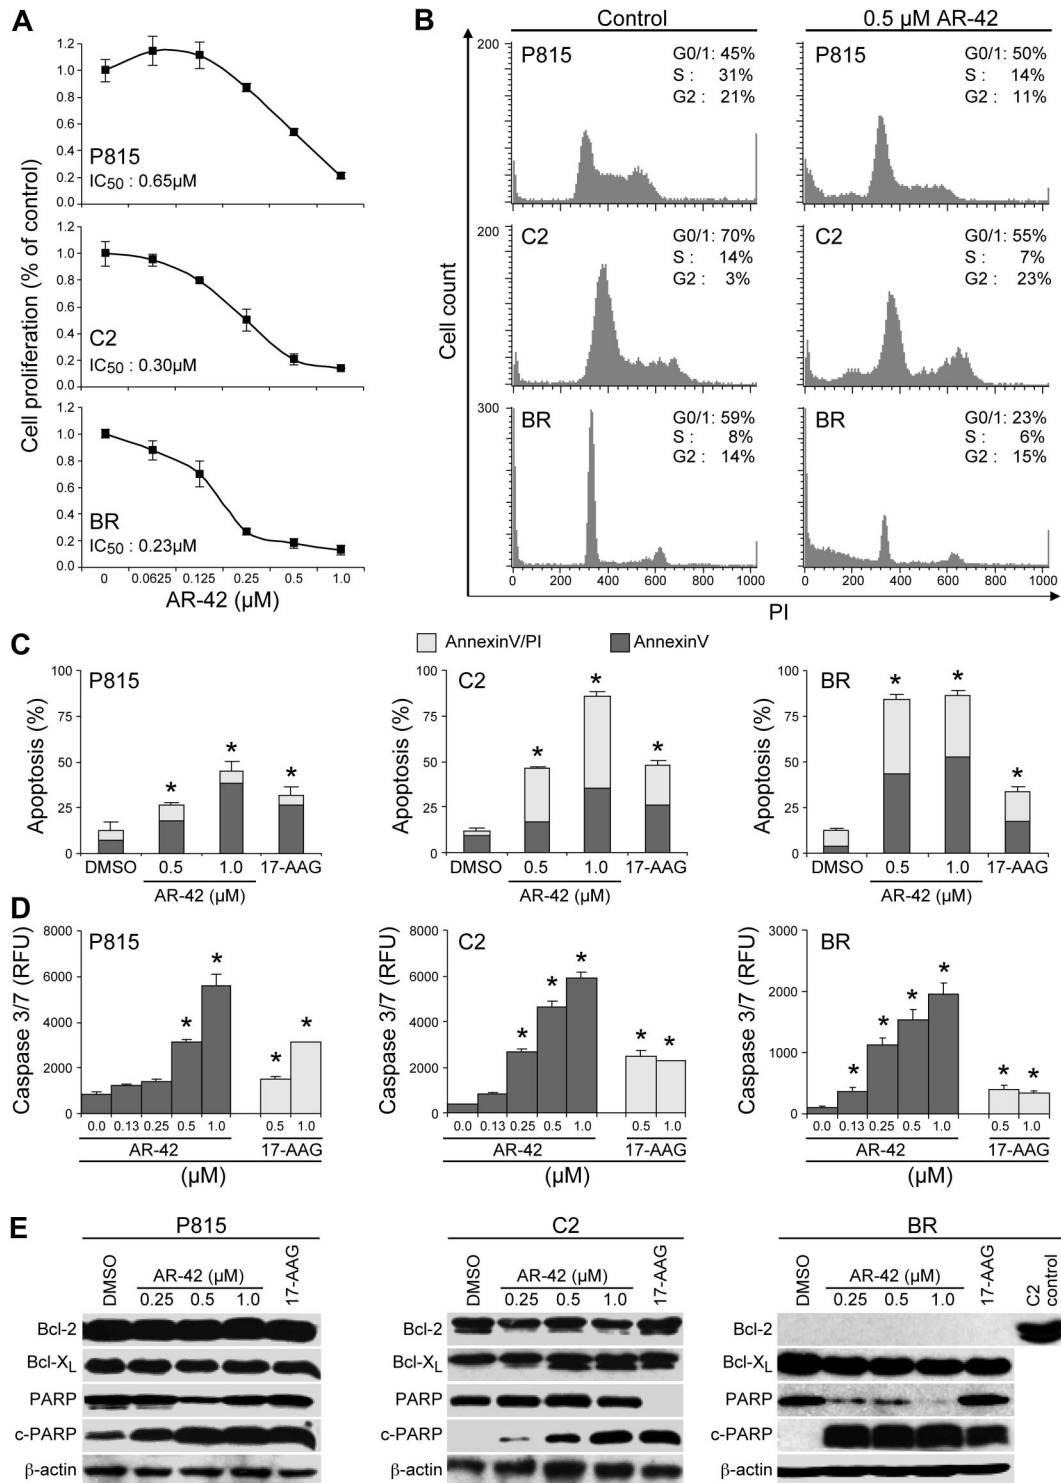 A
Cell proliferation (% of control)
1.2
1.0
0.8
0.6
0.4
0.2
0.0
P815
IC50 : 0.65µM
1.2
1.0
0.8
0.6
0.4
0.2
0.0
C2
IC50 : 0.30µM
1.2
1.0
0.8
0.6
0.4
0.2
0.0
BR
IC50 : 0.23µM
0 0.0625 0.125 0.25 0.5 1.0
AR-42 (µM)
B
Control
0.5 µM AR-42
Cell count
200
P815
G0/1: 45%
S : 31%
G2 : 21%
P815
G0/1: 50%
S : 14%
G2 : 11%
200
C2
G0/1: 70%
S : 14%
G2 : 3%
C2
G0/1: 55%
S : 7%
G2 : 23%
300
BR
G0/1: 59%
S : 8%
G2 : 14%
BR
G0/1: 23%
S : 6%
G2 : 15%
0 200 400 600 800 1000
0 200 400 600 800 1000
PI
C
AnnexinV/PI
AnnexinV
Apoptosis (%)
100
75
50
25
0
P815
* * *
DMSO 0.5 1.0 17-AAG
AR-42 (µM)
Apoptosis (%)
100
75
50
25
0
C2
* * *
DMSO 0.5 1.0 17-AAG
AR-42 (µM)
Apoptosis (%)
100
75
50
25
0
BR
* * *
DMSO 0.5 1.0 17-AAG
AR-42 (µM)
D
Caspase 3/7 (RFU)
8000
6000
4000
2000
0
P815
* * * *
0.0 0.13 0.25 0.5 1.0 0.5 1.0
AR-42 17-AAG
(µM)
Caspase 3/7 (RFU)
8000
6000
4000
2000
0
C2
* * * * *
0.0 0.13 0.25 0.5 1.0 0.5 1.0
AR-42 17-AAG
(µM)
Caspase 3/7 (RFU)
3000
2000
1000
0
BR
* * * * * *
0.0 0.13 0.25 0.5 1.0 0.5 1.0
AR-42 17-AAG
(µM)
E
P815
DMSO
AR-42 (µM)
0.25 0.5 1.0
17-AAG
Bcl-2
Bcl-XL
PARP
c-PARP
β-actin
C2
DMSO
AR-42 (µM)
0.25 0.5 1.0
17-AAG
Bcl-2
Bcl-XL
PARP
c-PARP
β-actin
BR
DMSO
AR-42 (µM)
0.25 0.5 1.0
17-AAG
C2
control
Bcl-2
Bcl-XL
PARP
c-PARP
β-actin